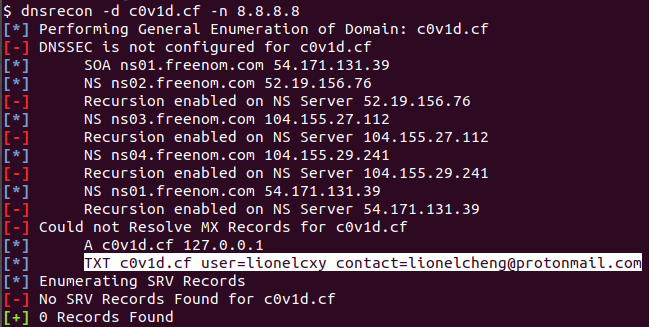 $ dnsrecon -d c0v1d.cf -n 8.8.8.8
[*] Performing General Enumeration of Domain: c0v1d.cf
[-] DNSSEC is not configured for c0v1d.cf
[*] SOA ns01.freenom.com 54.171.131.39
[*] NS ns02.freenom.com 52.19.156.76
[-] Recursion enabled on NS Server 52.19.156.76
[*] NS ns03.freenom.com 104.155.27.112
[-] Recursion enabled on NS Server 104.155.27.112
[*] NS ns04.freenom.com 104.155.29.241
[-] Recursion enabled on NS Server 104.155.29.241
[*] NS ns01.freenom.com 54.171.131.39
[-] Recursion enabled on NS Server 54.171.131.39
[-] Could not Resolve MX Records for c0v1d.cf
[*] A c0v1d.cf 127.0.0.1
[*] TXT c0v1d.cf user=lionelcxy contact=lionelcheng@protonmail.com
[*] Enumerating SRV Records
[-] No SRV Records Found for c0v1d.cf
[+] 0 Records Found